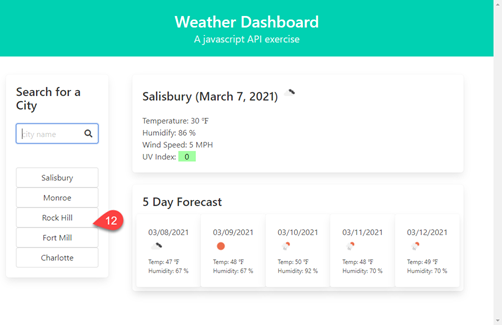 Weather Dashboard
A javascript API exercise
Search for a
City
city name
Salisbury
Monroe
Rock Hill
Fort Mill
Charlotte
12
Salisbury (March 7, 2021)
Temperature: 30 °F
Humidify: 86 %
Wind Speed: 5 MPH
UV Index: 0
5 Day Forecast
03/08/2021
Temp: 47 °F
Humidity: 67 %
03/09/2021
Temp: 48 °F
Humidity: 67 %
03/10/2021
Temp: 50 °F
Humidity: 92 %
03/11/2021
Temp: 48 °F
Humidity: 70 %
03/12/2021
Temp: 49 °F
Humidity: 70 %